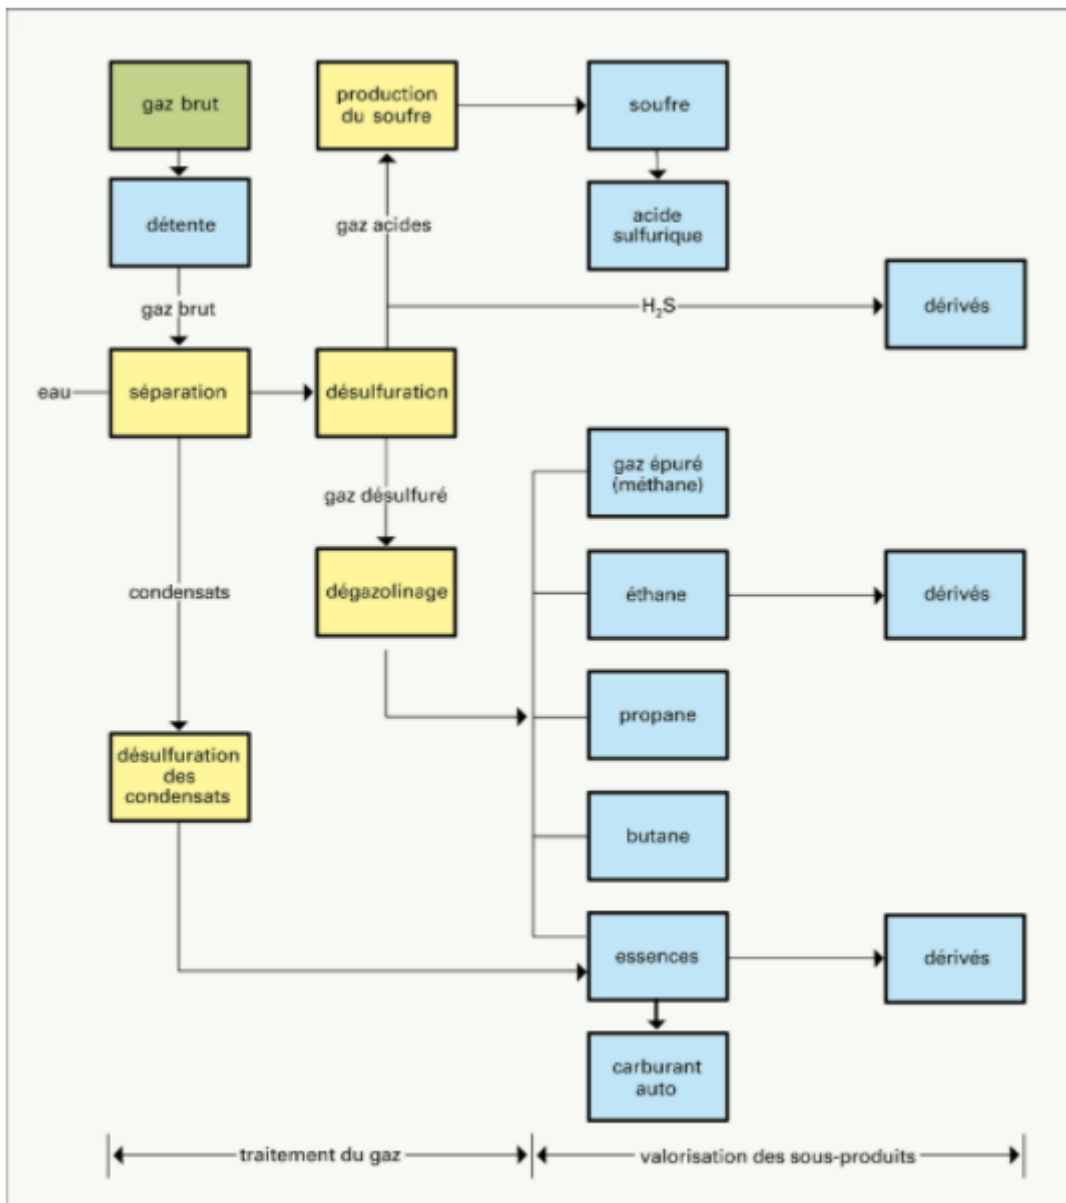 gaz brut
production
du soufre
soufre
détente
gaz acides
acide
sulfurique
gaz brut
H₂S
dérivés
eau
séparation
désulfuration
gaz épuré
(méthane)
gaz désulfuré
condensats
dégazolinage
éthane
dérivés
propane
désulfuration
des
condensats
butane
essences
dérivés
carburant
auto
traitement du gaz
valorisation des sous-produits